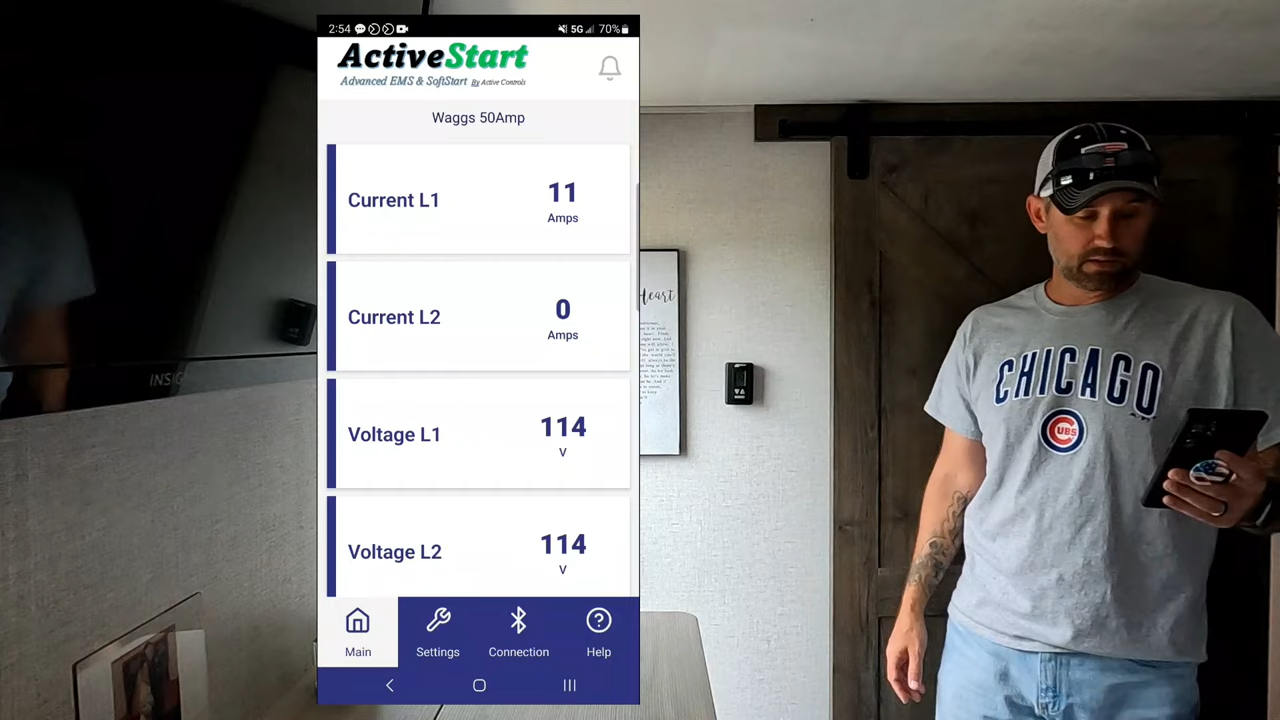 2:54
5G
70%
ActiveStart
Advanced EMS & SoftStart By Active Controls
Waggs 50Amp
Current L1
11
Amps
Current L2
0
Amps
Voltage L1
114
V
Voltage L2
114
V
Main
Settings
Connection
Help
Heart
CHICAGO
CUBS